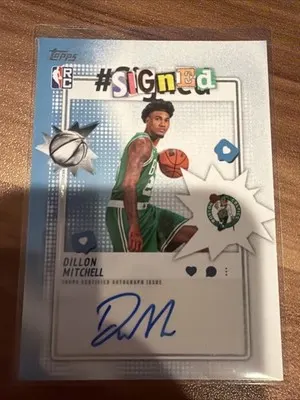 Topps
RC
#SIGNED
DILLON
MITCHELL
TOPPS CERTIFIED AUTOGRAPH ISSUE